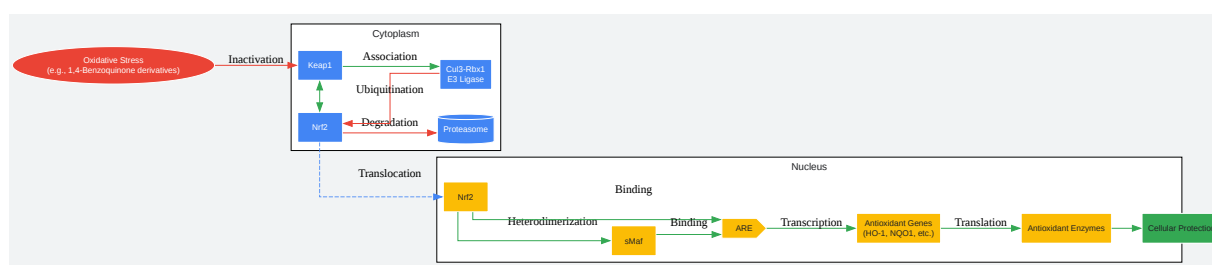 Cytoplasm
Oxidative Stress
(e.g., 1,4-Benzoquinone derivatives)
Inactivation
Keap1
Association
Cul3-Rbx1
E3 Ligase
Ubiquitination
Nrf2
Degradation
Proteasome
Translocation
Nucleus
Nrf2
Binding
Heterodimerization
sMaf
Binding
ARE
Transcription
Antioxidant Genes
(HO-1, NQO1, etc.)
Translation
Antioxidant Enzymes
Cellular Protection